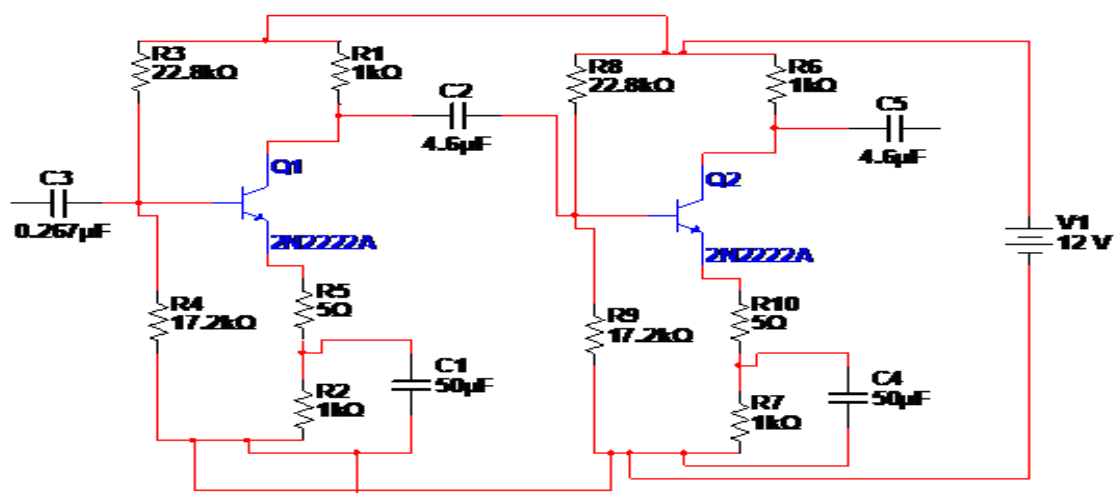 R3
22.8kΩ
R1
1kΩ
C2
4.6µF
R8
22.8kΩ
R6
1kΩ
C5
4.6µF
C3
0.267µF
Q1
2N2222A
Q2
2N2222A
V1
12 V
R4
17.2kΩ
R5
5Ω
R9
17.2kΩ
R10
5Ω
R2
1kΩ
C1
50µF
R7
1kΩ
C4
50µF